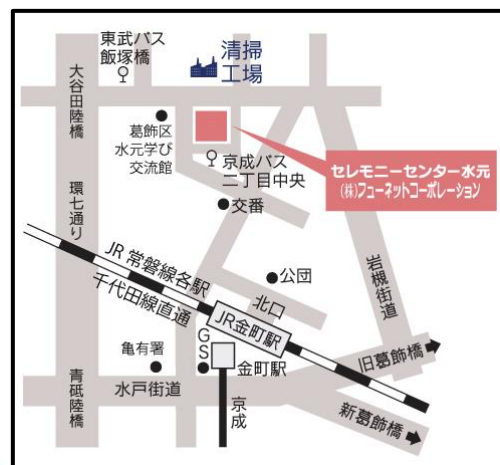 東武バス
飯塚橋
清掃
工場
大谷田陸橋
葛飾区
水元学び
交流館
京成バス
二丁目中央
セレモニーセンター水元
(株)フューネットコーポレーション
環七通り
交番
岩槻街道
JR 常磐線各駅
千代田線直通
公団
北口
JR金町駅
旧葛飾橋
亀有署
GS
金町駅
青砥陸橋
水戸街道
京成
新葛飾橋